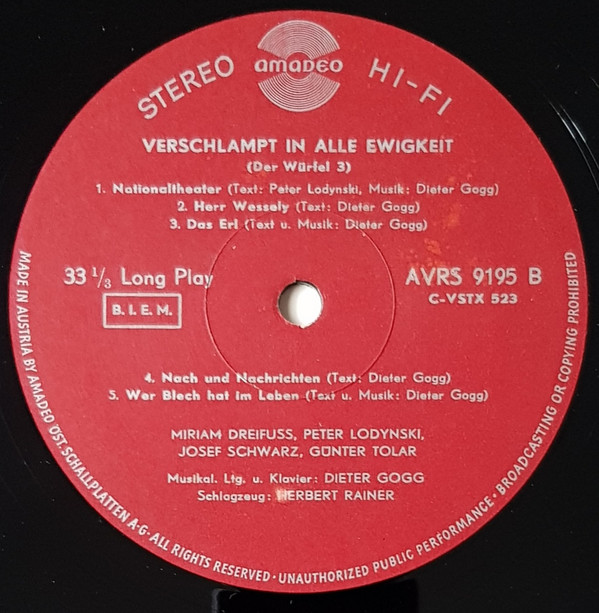 STEREO amadeo HI-FI
VERSCHLAMPT IN ALLE EWIGKEIT
(Der Würfel 3)
1. Nationaltheater (Text: Peter Lodynski, Musik: Dieter Gogg)
2. Herr Wessely (Text: Dieter Gogg)
3. Das Erl (Text u. Musik: Dieter Gogg)
33 1/3 Long Play
B. I. E. M.
AVRS 9195 B
C-VSTX 523
4. Nach und Nachrichten (Text: Dieter Gogg)
5. Wer Blech hat im Leben (Text u. Musik: Dieter Gogg)
MIRIAM DREIFUSS, PETER LODYNSKI,
JOSEF SCHWARZ, GÜNTER TOLAR
Musikal. Ltg. u. Klavier: DIETER GOGG
Schlagzeug: HERBERT RAINER
MADE IN AUSTRIA BY AMADEO ÖST. SCHALLPLATTEN A·G· ALL RIGHTS RESERVED · UNAUTHORIZED PUBLIC PERFORMANCE · BROADCASTING OR COPYING PROHIBITED